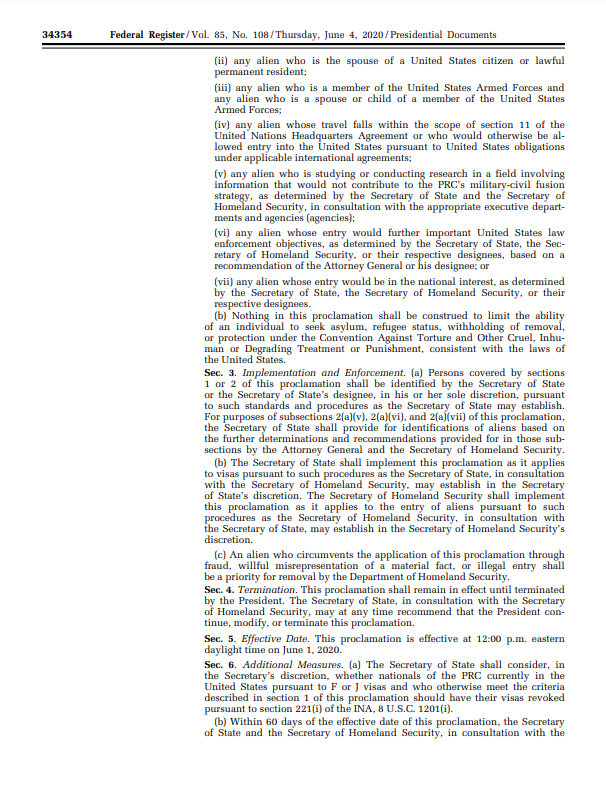 34354 Federal Register / Vol. 85, No. 108 / Thursday, June 4, 2020 / Presidential Documents
(ii) any alien who is the spouse of a United States citizen or lawful
permanent resident;
(iii) any alien who is a member of the United States Armed Forces and
any alien who is a spouse or child of a member of the United States
Armed Forces;
(iv) any alien whose travel falls within the scope of section 11 of the
United Nations Headquarters Agreement or who would otherwise be al-
lowed entry into the United States pursuant to United States obligations
under applicable international agreements;
(v) any alien who is studying or conducting research in a field involving
information that would not contribute to the PRC's military-civil fusion
strategy, as determined by the Secretary of State and the Secretary of
Homeland Security, in consultation with the appropriate executive depart-
ments and agencies (agencies);
(vi) any alien whose entry would further important United States law
enforcement objectives, as determined by the Secretary of State, the Sec-
retary of Homeland Security, or their respective designees, based on a
recommendation of the Attorney General or his designee; or
(vii) any alien whose entry would be in the national interest, as determined
by the Secretary of State, the Secretary of Homeland Security, or their
respective designees.
(b) Nothing in this proclamation shall be construed to limit the ability
of an individual to seek asylum, refugee status, withholding of removal,
or protection under the Convention Against Torture and Other Cruel, Inhu-
man or Degrading Treatment or Punishment, consistent with the laws of
the United States.
Sec. 3. Implementation and Enforcement. (a) Persons covered by sections
1 or 2 of this proclamation shall be identified by the Secretary of State
or the Secretary of State's designee, in his or her sole discretion, pursuant
to such standards and procedures as the Secretary of State may establish.
For purposes of subsections 2(a)(v), 2(a)(vi), and 2(a)(vii) of this proclamation,
the Secretary of State shall provide for identifications of aliens based on
the further determinations and recommendations provided for in those sub-
sections by the Attorney General and the Secretary of Homeland Security.
(b) The Secretary of State shall implement this proclamation as it applies
to visas pursuant to such procedures as the Secretary of State, in consultation
with the Secretary of Homeland Security, may establish in the Secretary
of State's discretion. The Secretary of Homeland Security shall implement
this proclamation as it applies to the entry of aliens pursuant to such
procedures as the Secretary of Homeland Security, in consultation with
the Secretary of State, may establish in the Secretary of Homeland Security's
discretion.
(c) An alien who circumvents the application of this proclamation through
fraud, willful misrepresentation of a material fact, or illegal entry shall
be a priority for removal by the Department of Homeland Security.
Sec. 4. Termination. This proclamation shall remain in effect until terminated
by the President. The Secretary of State, in consultation with the Secretary
of Homeland Security, may at any time recommend that the President con-
tinue, modify, or terminate this proclamation.
Sec. 5. Effective Date. This proclamation is effective at 12:00 p.m. eastern
daylight time on June 1, 2020.
Sec. 6. Additional Measures. (a) The Secretary of State shall consider, in
the Secretary's discretion, whether nationals of the PRC currently in the
United States pursuant to F or J visas and who otherwise meet the criteria
described in section 1 of this proclamation should have their visas revoked
pursuant to section 221(i) of the INA, 8 U.S.C. 1201(i).
(b) Within 60 days of the effective date of this proclamation, the Secretary
of State and the Secretary of Homeland Security, in consultation with the